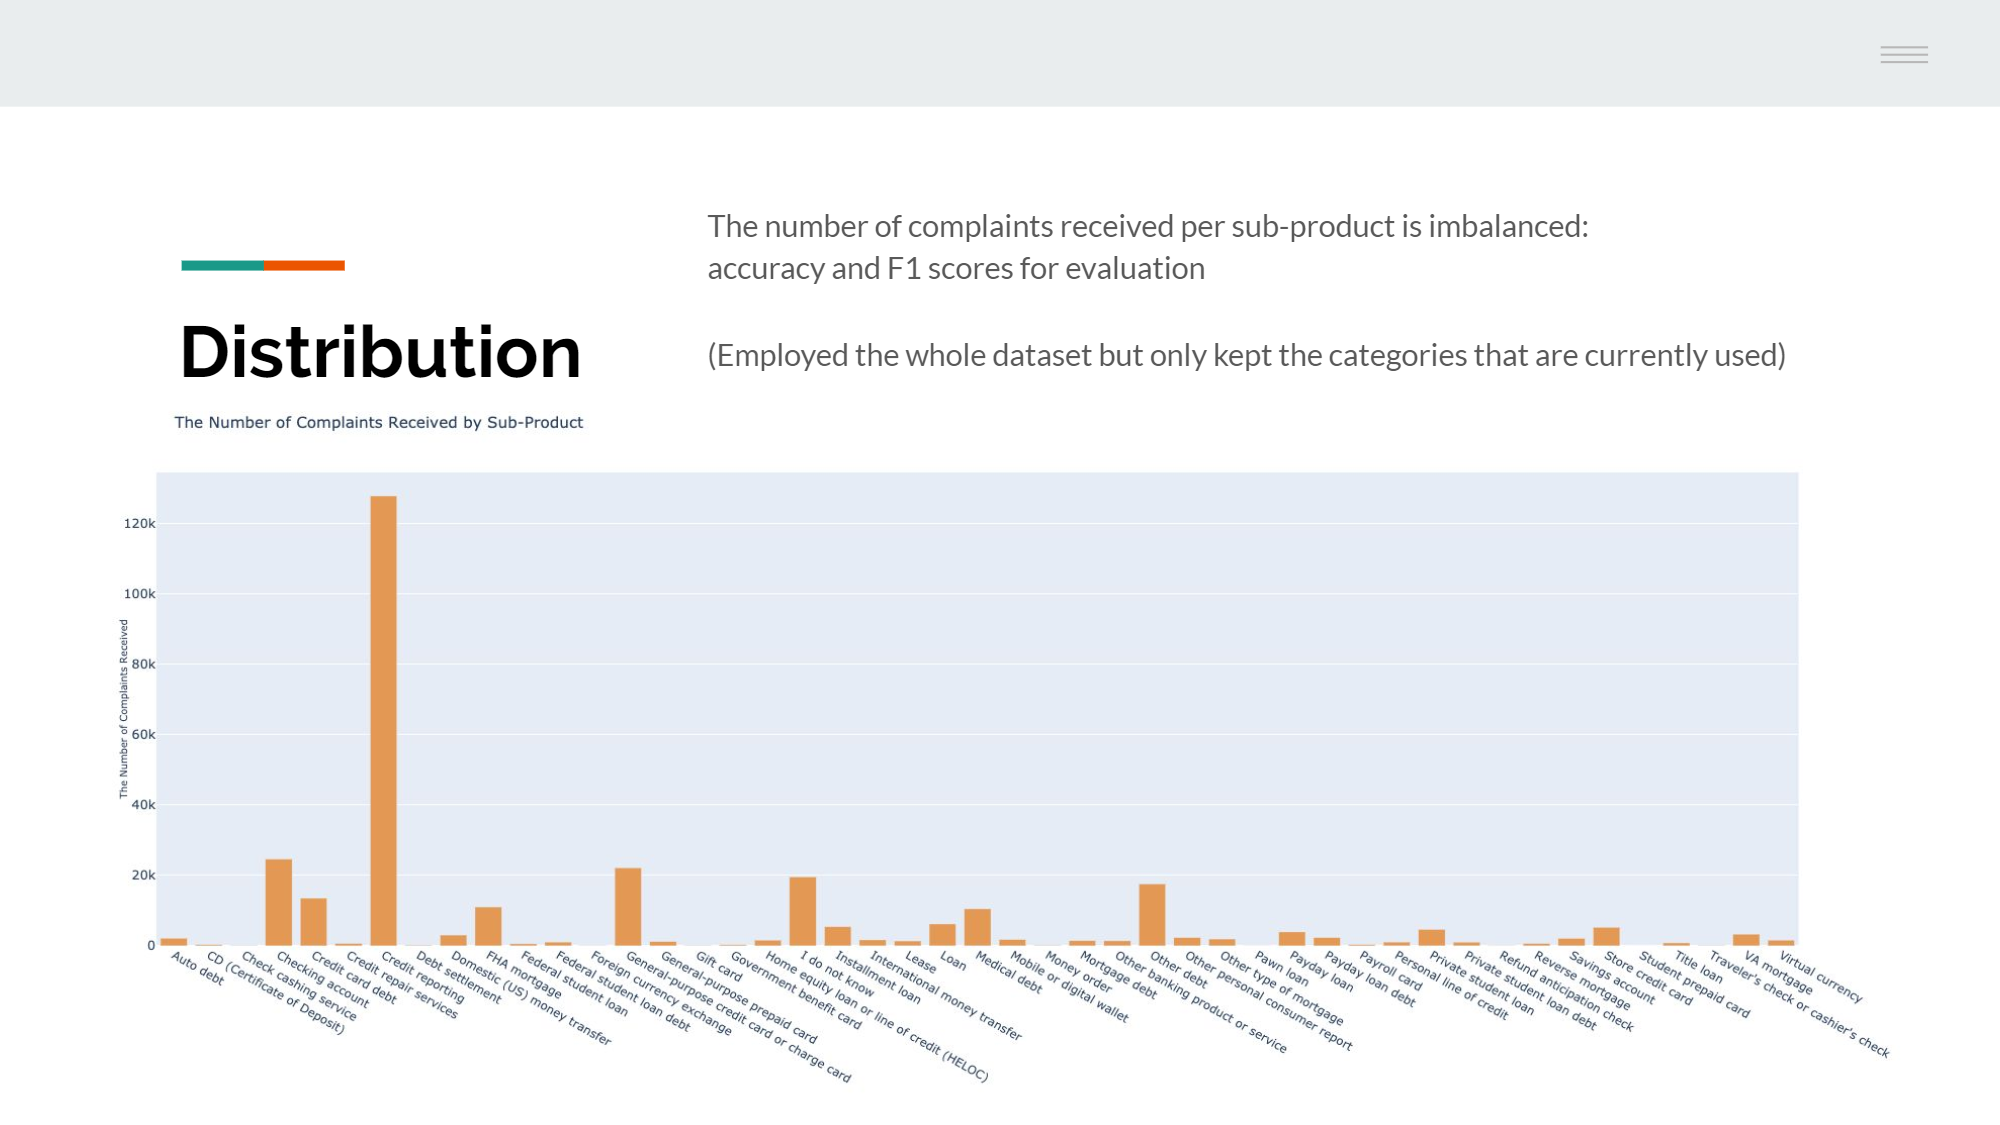 The number of complaints received per sub-product is imbalanced:
accuracy and F1 scores for evaluation
(Employed the whole dataset but only kept the categories that are currently used)
Distribution
The Number of Complaints Received by Sub-Product
The Number of Complaints Received
120k
100k
80k
60k
40k
20k
0
Auto debt
CD (Certificate of Deposit)
Check cashing service
Checking account
Credit card debt
Credit repair services
Credit reporting
Debt settlement
Domestic (US) money transfer
FHA mortgage
Federal student loan
Federal student loan debt
Foreign currency exchange
General-purpose credit card or charge card
General-purpose prepaid card
Gift card
Government benefit card
Home equity loan or line of credit (HELOC)
I do not know
Installment loan
International money transfer
Lease
Loan
Medical debt
Mobile or digital wallet
Money order
Mortgage debt
Other banking product or service
Other debt
Other personal consumer report
Other type of mortgage
Pawn loan
Payday loan
Payday loan debt
Payroll card
Personal line of credit
Private student loan
Private student loan debt
Refund anticipation check
Reverse mortgage
Savings account
Store credit card
Student prepaid card
Title loan
Traveler's check or cashier's check
VA mortgage
Virtual currency